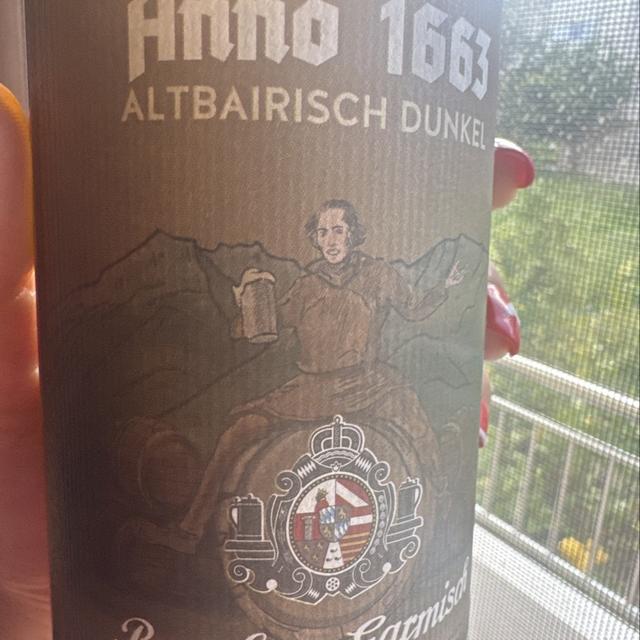 Anno 1663
ALTBAIRISCH DUNKEL
Garmisch